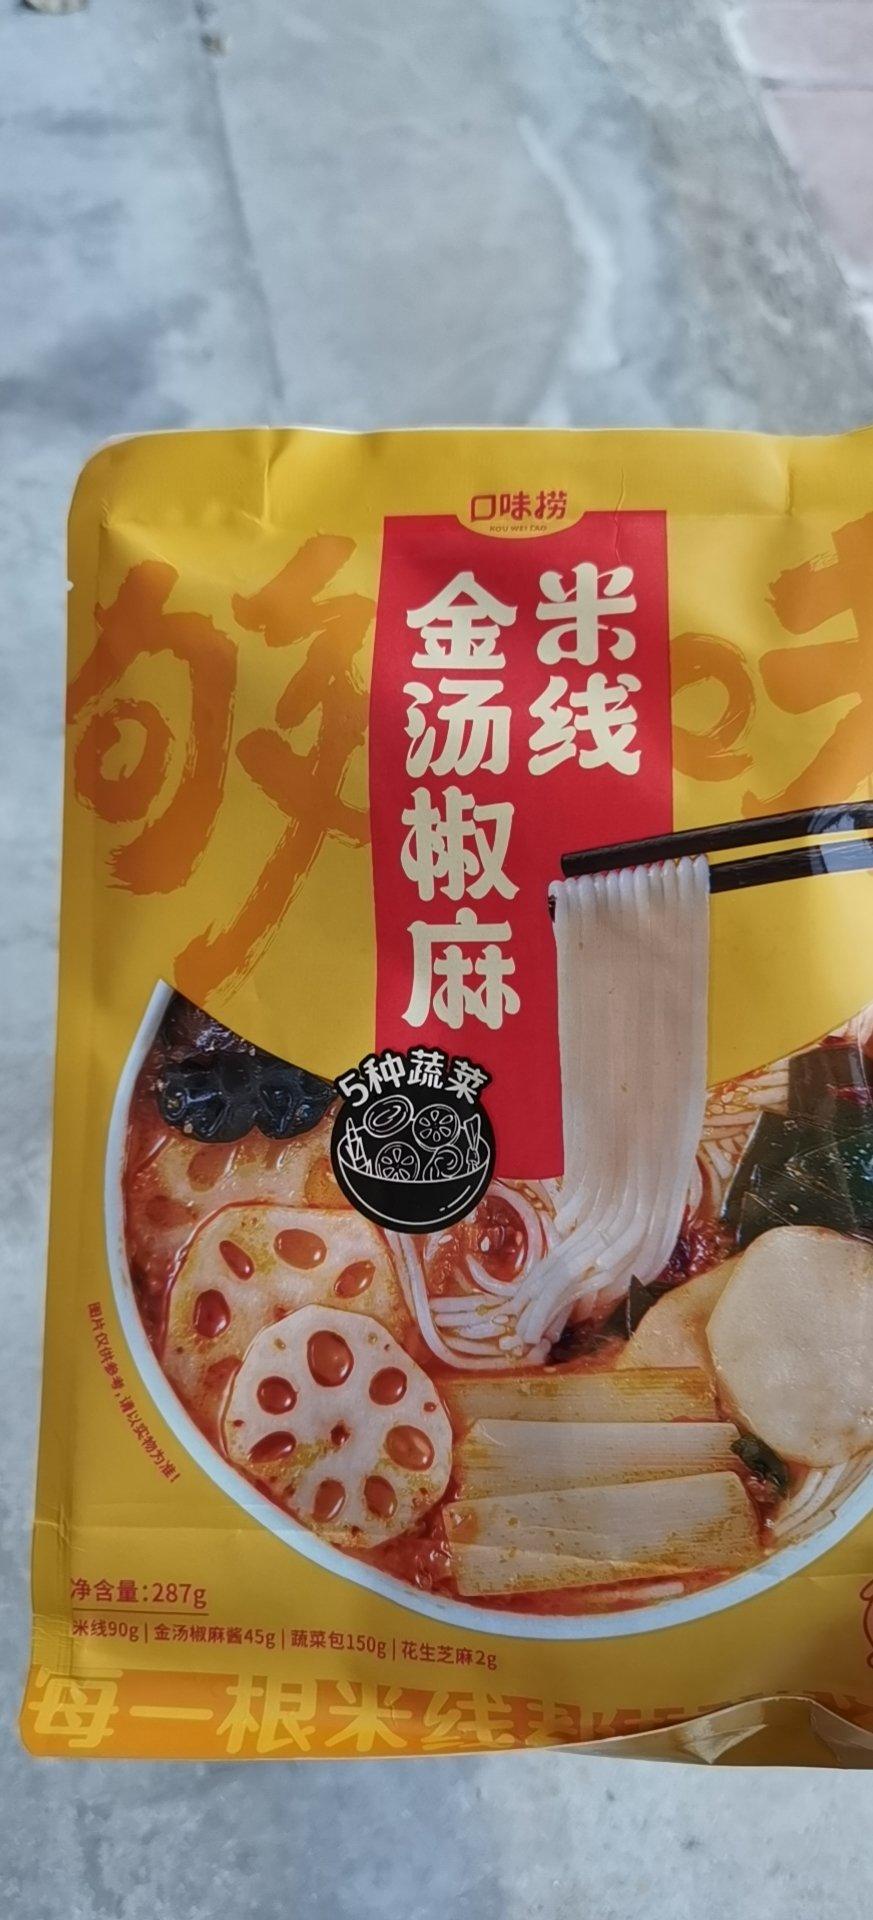 口味捞
KOU WEI LAO
米线
金汤椒麻
够
5种蔬菜
图片仅供参考，请以实物为准！
净含量：287g
米线90g | 金汤椒麻酱45g | 蔬菜包150g | 花生芝麻2g
每一根米线都